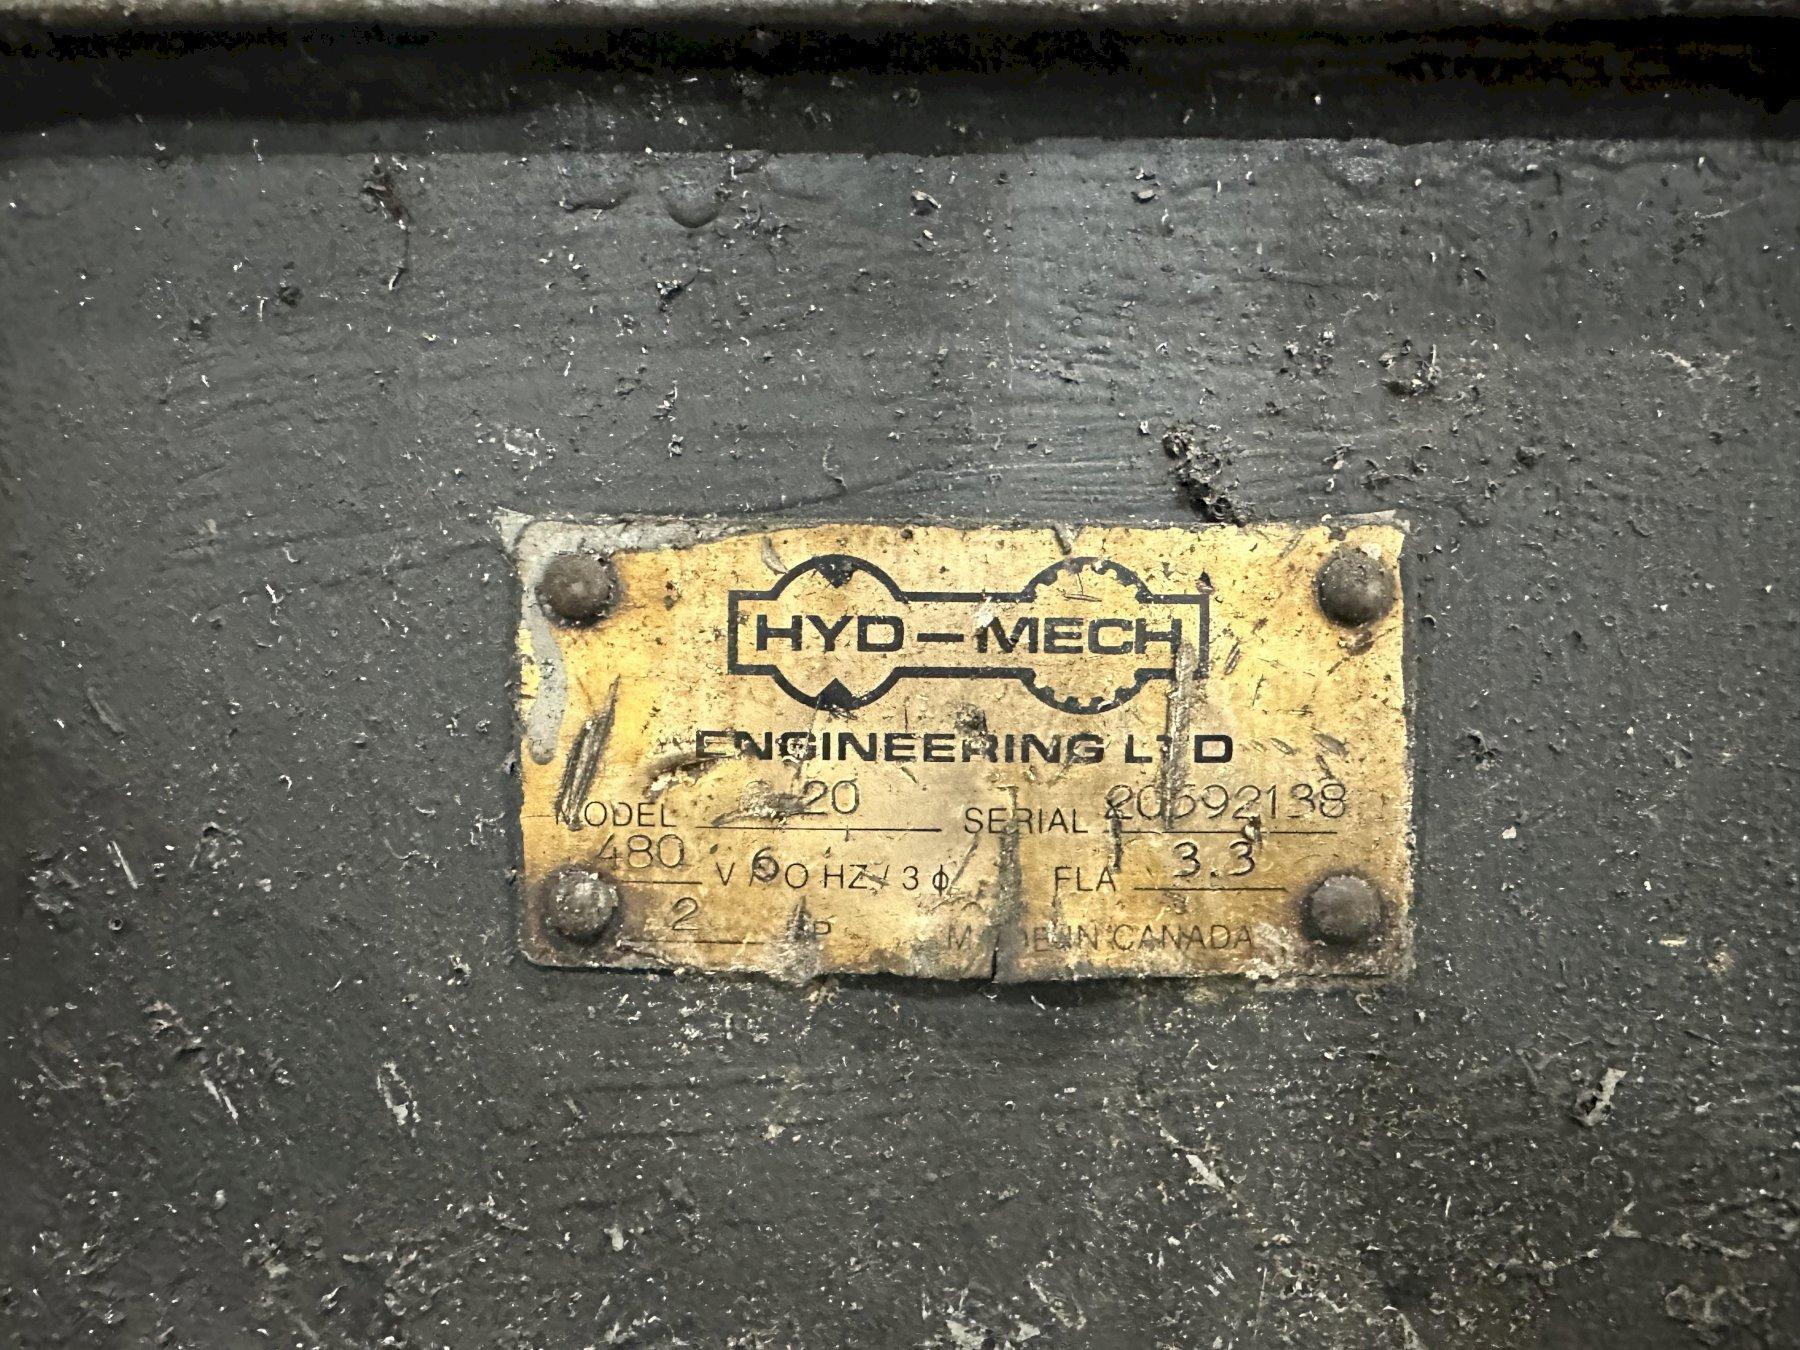 HYD-MECH
ENGINEERING LTD
MODEL 20 SERIAL 20592138
480 V / 60 HZ / 3 ϕ FLA 3.3
2 HP MADE IN CANADA